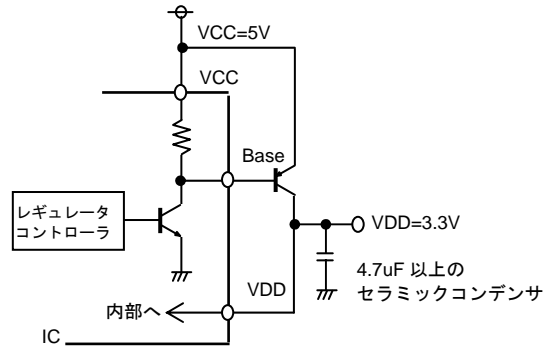 VCC=5V
VCC
Base
レギュレータ
コントローラ
VDD=3.3V
4.7uF 以上の
セラミックコンデンサ
VDD
内部へ
IC